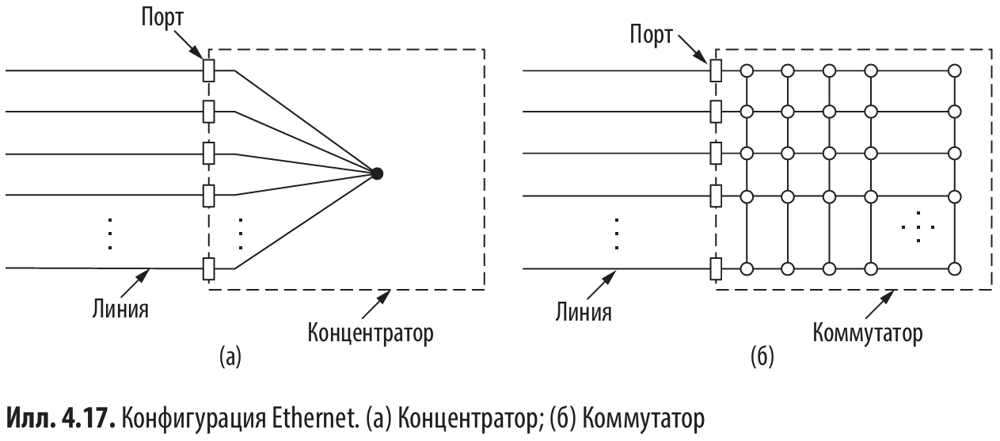 Порт
Порт
Линия
Концентратор
(а)
Линия
Коммутатор
(б)
Илл. 4.17. Конфигурация Ethernet. (а) Концентратор; (б) Коммутатор